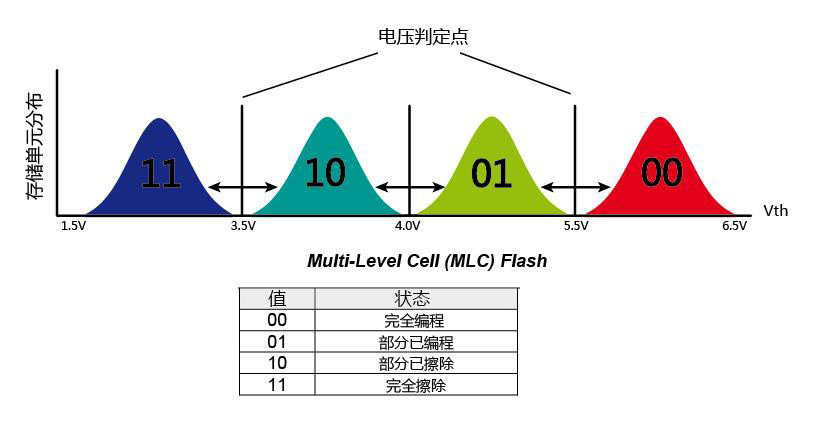 电压判定点
存储单元分布
11
10
01
00
Vth
1.5V
3.5V
4.0V
5.5V
6.5V
Multi-Level Cell (MLC) Flash
值 状态
00 完全编程
01 部分已编程
10 部分已擦除
11 完全擦除